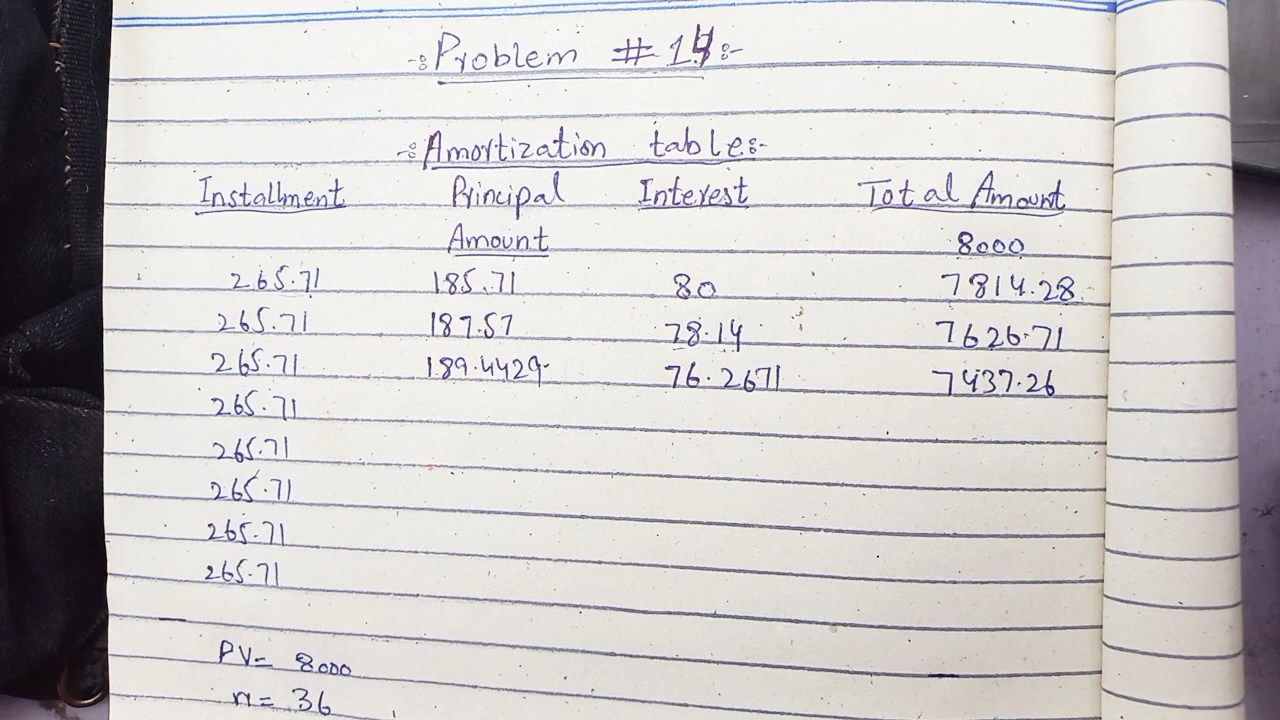 -:Problem # 14:-
-:Amortization table:-
Installment Principal Interest Total Amount
Amount 8000
265.71 185.71 80 7814.28
265.71 187.57 78.14 7626.71
265.71 189.4429 76.2671 7437.26
265.71
265.71
265.71
265.71
265.71
PV= 8000
n= 36